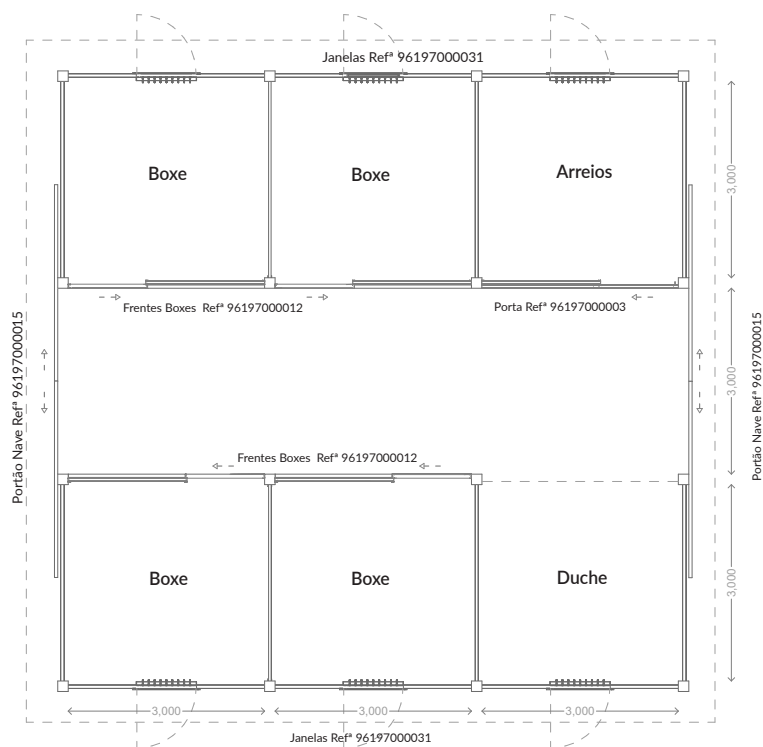 Janelas Refª 96197000031
Boxe
Boxe
Arreios
3,000
Frentes Boxes Refª 96197000012
Porta Refª 96197000003
Portão Nave Refª 96197000015
3,000
Portão Nave Refª 96197000015
Frentes Boxes Refª 96197000012
Boxe
Boxe
Duche
3,000
3,000
3,000
3,000
Janelas Refª 96197000031